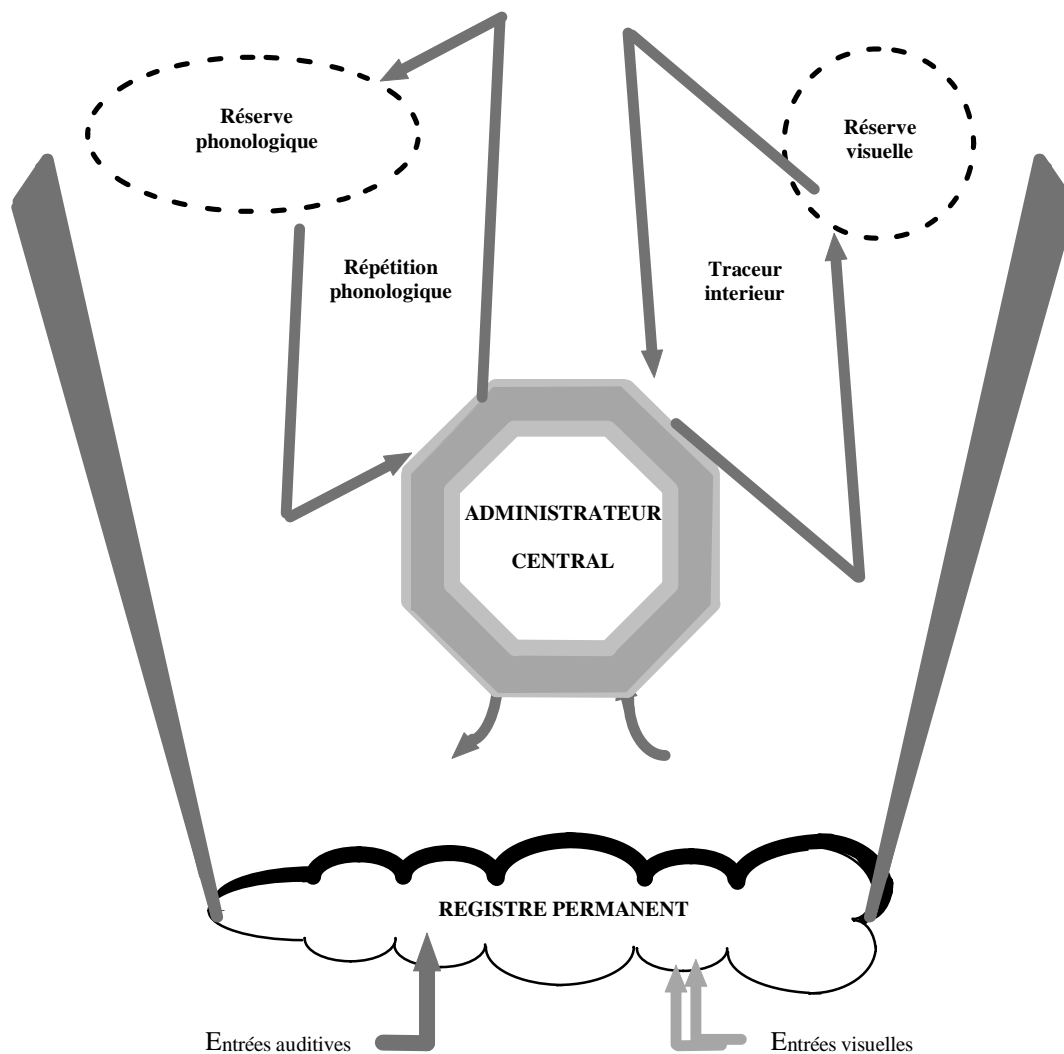 Réserve
phonologique
Réserve
visuelle
Répétition
phonologique
Traceur
interieur
ADMINISTRATEUR
CENTRAL
REGISTRE PERMANENT
Entrées auditives
Entrées visuelles